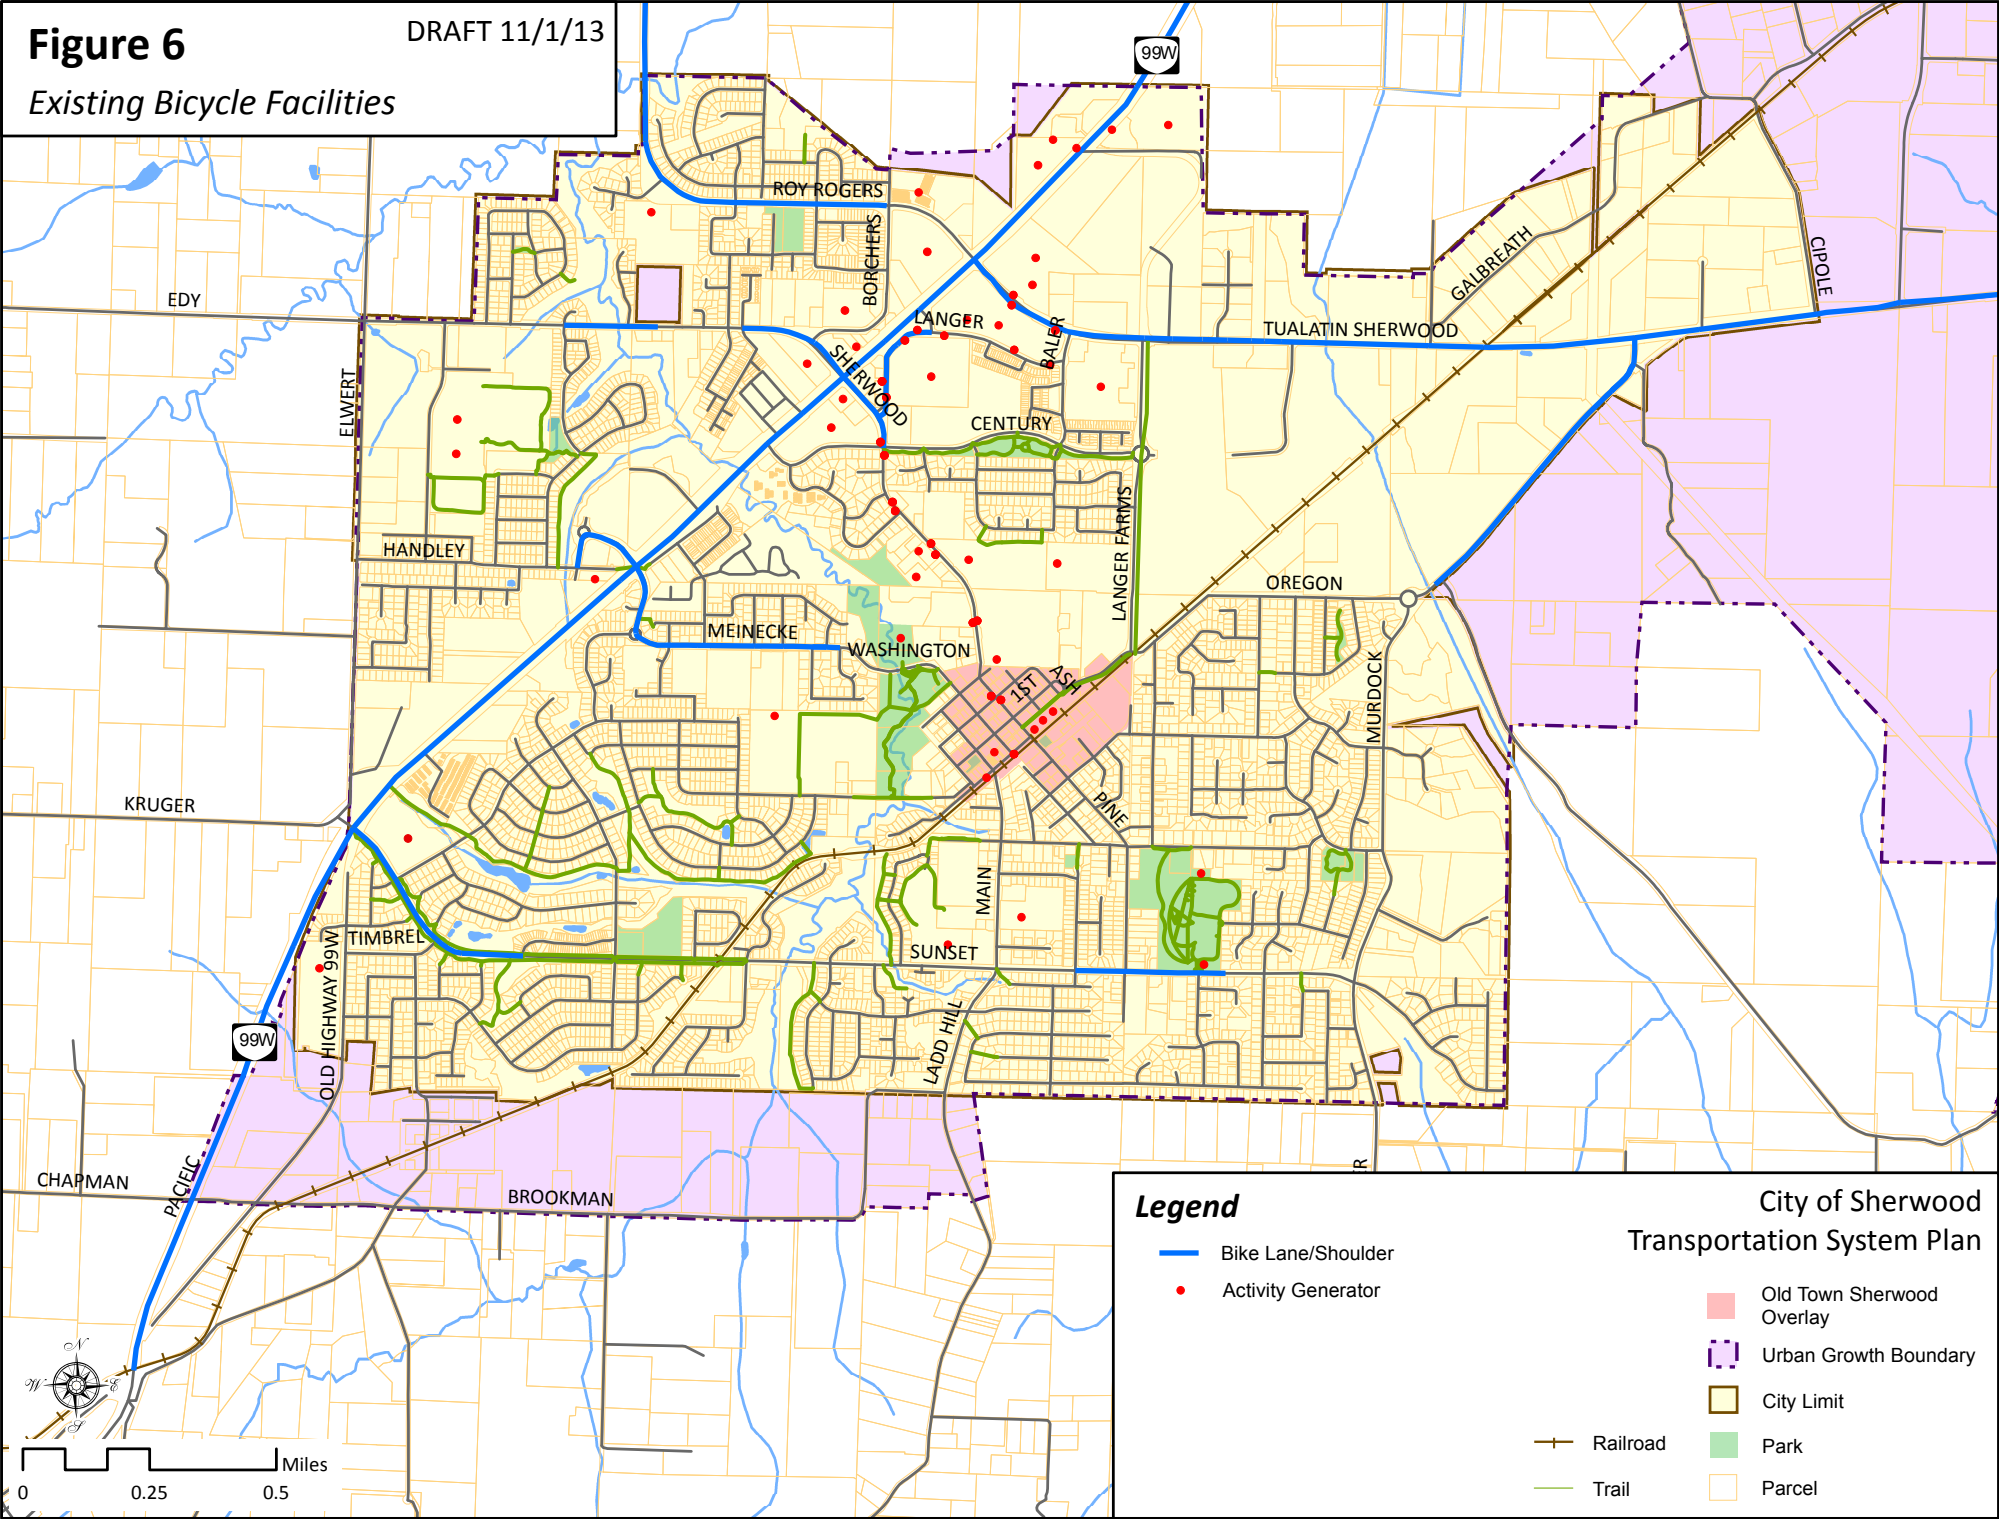 Figure 6
DRAFT 11/1/13
Existing Bicycle Facilities
99W
ROY ROGERS
BORCHERS
GALBREATH
CIPOLE
EDY
LANGER
BALER
TUALATIN SHERWOOD
SHERWOOD
ELWERT
CENTURY
LANGER FARMS
HANDLEY
OREGON
MEINECKE
WASHINGTON
1ST
ASH
MURDOCK
KRUGER
PINE
MAIN
TIMBREL
SUNSET
OLD HIGHWAY 99W
99W
LADD HILL
PACIFIC
CHAPMAN
BROOKMAN
N
W
E
S
Miles
0
0.25
0.5
Legend
Bike Lane/Shoulder
Activity Generator
City of Sherwood
Transportation System Plan
Old Town Sherwood
Overlay
Urban Growth Boundary
City Limit
Railroad
Park
Trail
Parcel